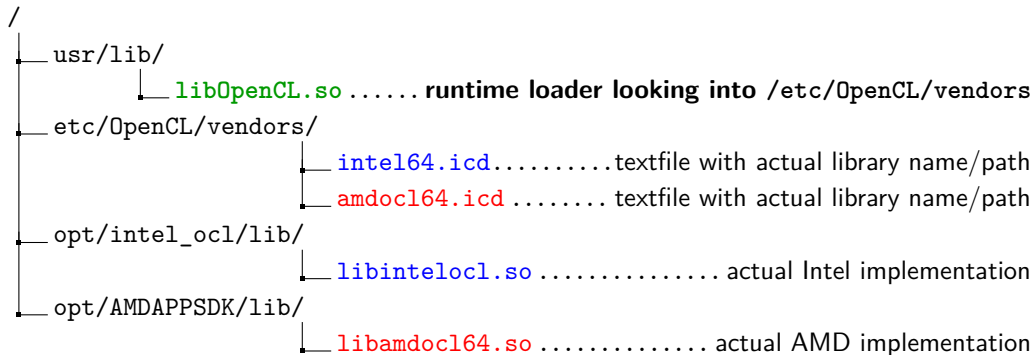 /
usr/lib/
libOpenCL.so ...... runtime loader looking into /etc/OpenCL/vendors
etc/OpenCL/vendors/
intel64.icd.......... textfile with actual library name/path
amdocl64.icd ........ textfile with actual library name/path
opt/intel_ocl/lib/
libintelocl.so ............... actual Intel implementation
opt/AMDAPPSDK/lib/
libamdocl64.so .............. actual AMD implementation